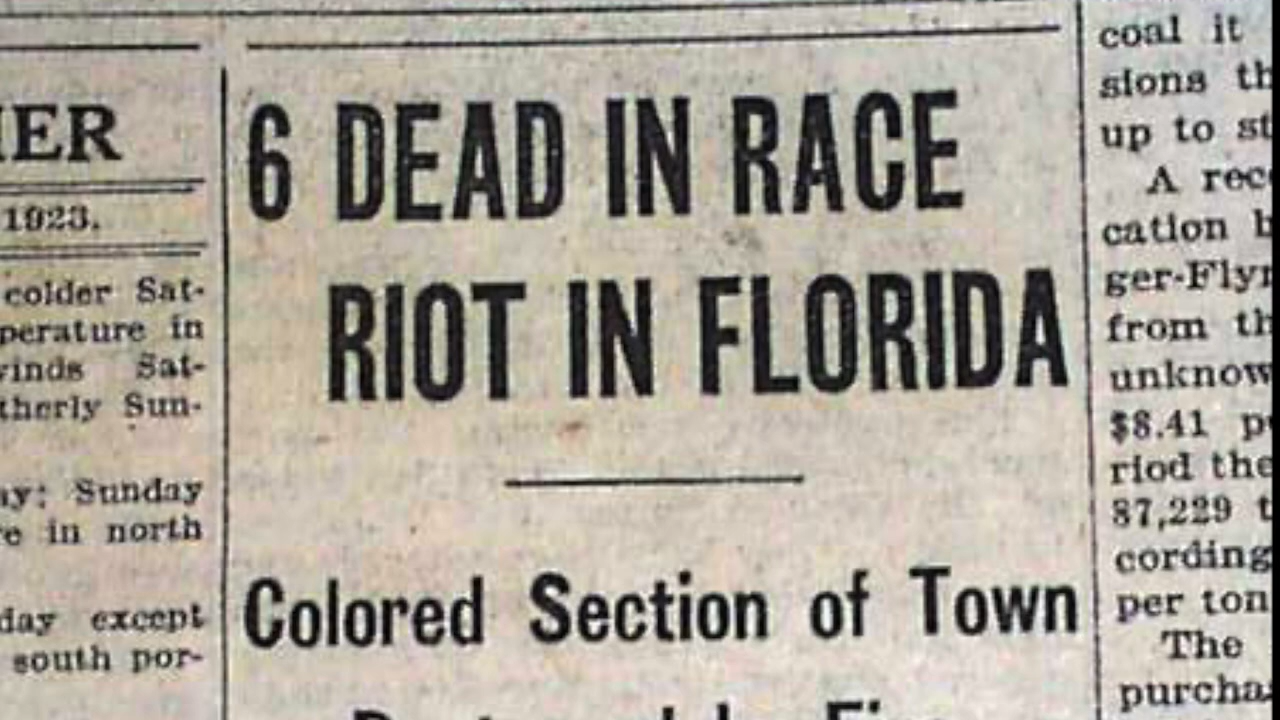 HER
1923.
colder Sat-
perature in
winds Sat-
therly Sun-
ay; Sunday
re in north
day except
south por-
6 DEAD IN RACE
RIOT IN FLORIDA
Colored Section of Town
coal it
sions th
up to st
A rece
cation b
ger-Flyn
from th
unknow
$8.41 p
riod the
87,229 t
cording
per ton
The
purcha